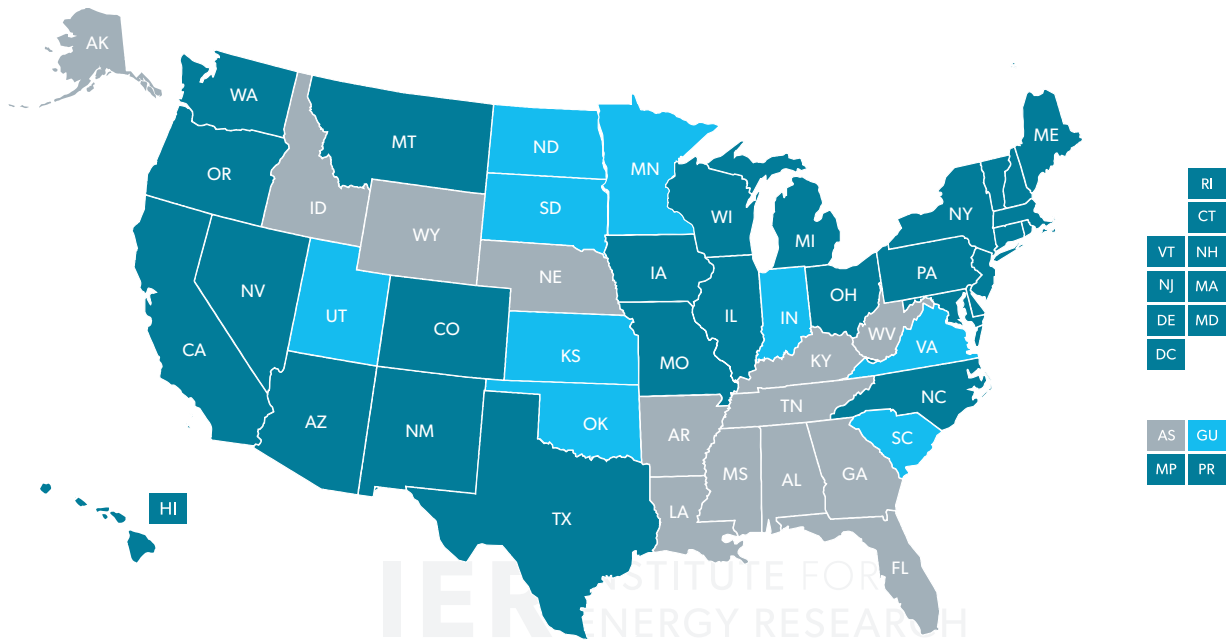 AK
WA
MT
ND
MN
ME
OR
ID
SD
WI
NY
RI
WY
MI
CT
IA
PA
VT NH
NE
NV
OH
NJ MA
UT
CO
IL
IN
WV
DE MD
CA
KS
MO
KY
VA
DC
AZ
NM
OK
AR
TN
NC
SC
AS GU
MS
AL
GA
MP PR
HI
TX
LA
FL
IER INSTITUTE FOR
ENERGY RESEARCH